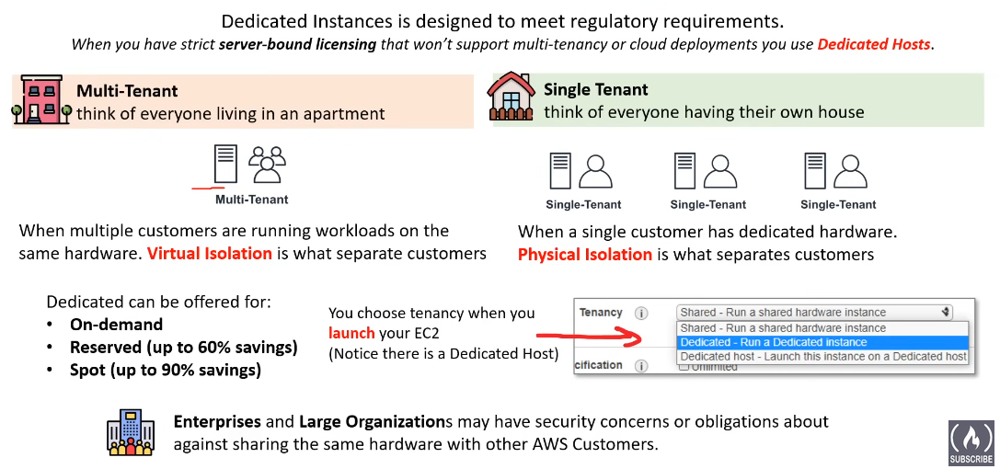 Dedicated Instances is designed to meet regulatory requirements.
When you have strict server-bound licensing that won't support multi-tenancy or cloud deployments you use Dedicated Hosts.
Multi-Tenant
think of everyone living in an apartment
Single Tenant
think of everyone having their own house
Multi-Tenant
Single-Tenant
Single-Tenant
Single-Tenant
When multiple customers are running workloads on the
same hardware. Virtual Isolation is what separate customers
When a single customer has dedicated hardware.
Physical Isolation is what separates customers
Dedicated can be offered for:
• On-demand
• Reserved (up to 60% savings)
• Spot (up to 90% savings)
You choose tenancy when you
launch your EC2
(Notice there is a Dedicated Host)
Tenancy
Shared - Run a shared hardware instance
Shared - Run a shared hardware instance
Dedicated - Run a Dedicated instance
Dedicated host - Launch this instance on a Dedicated host
cification
Unlimited
Enterprises and Large Organizations may have security concerns or obligations about
against sharing the same hardware with other AWS Customers.
SUBSCRIBE